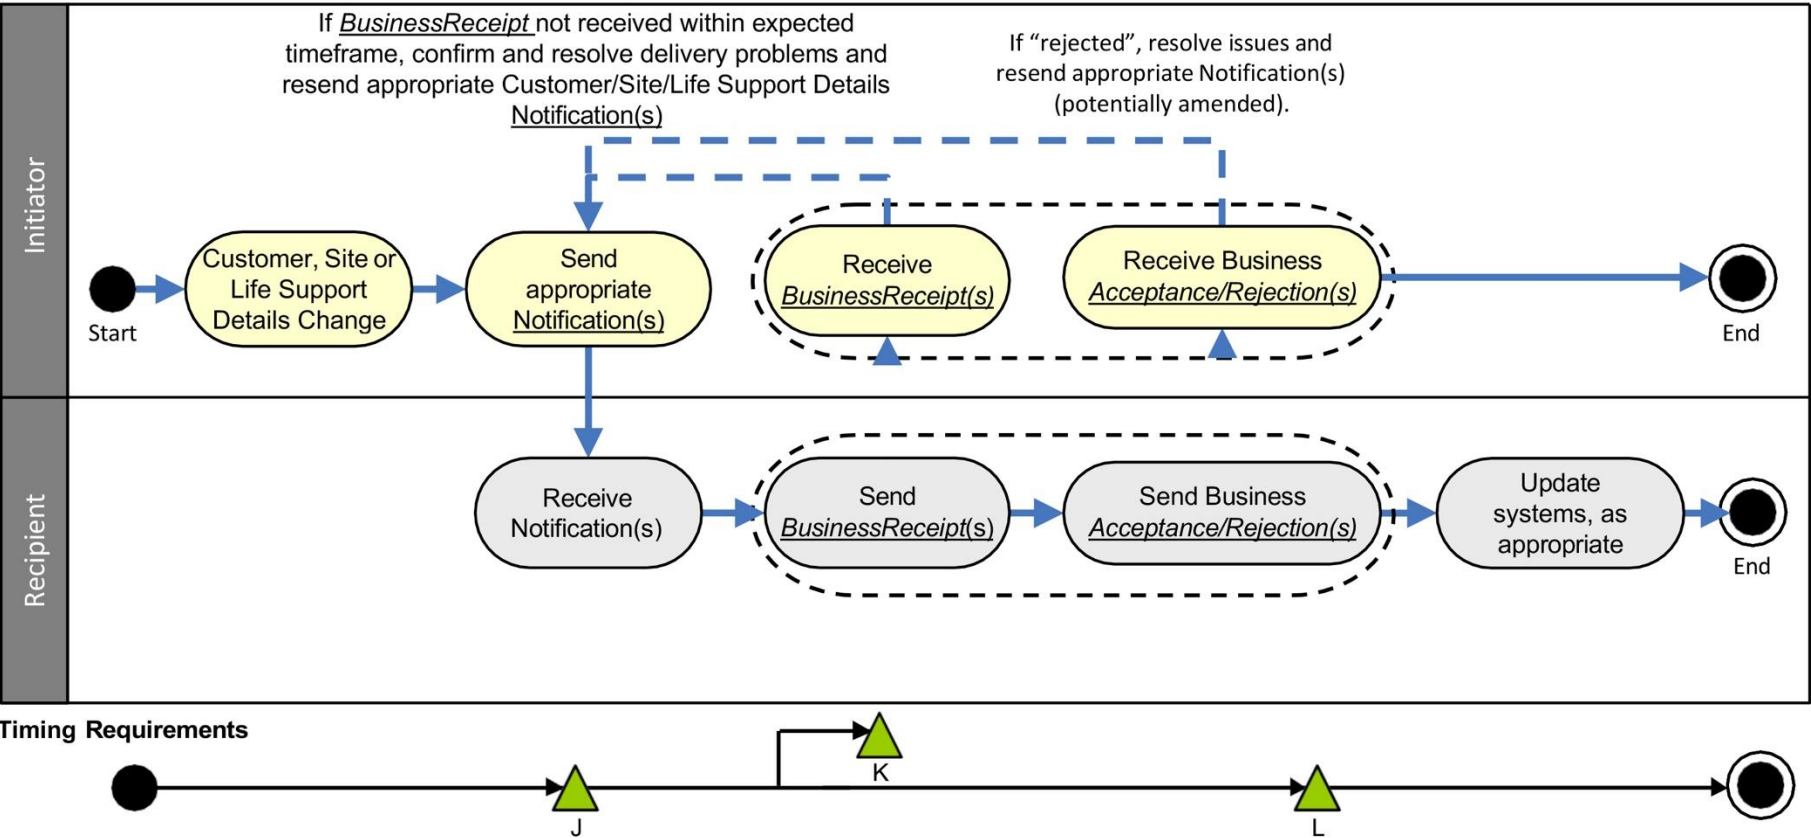 If BusinessReceipt not received within expected
timeframe, confirm and resolve delivery problems and
resend appropriate Customer/Site/Life Support Details
Notification(s)
If “rejected”, resolve issues and
resend appropriate Notification(s)
(potentially amended).
Initiator
Start
Customer, Site or
Life Support
Details Change
Send
appropriate
Notification(s)
Receive
BusinessReceipt(s)
Receive Business
Acceptance/Rejection(s)
End
Recipient
Receive
Notification(s)
Send
BusinessReceipt(s)
Send Business
Acceptance/Rejection(s)
Update
systems, as
appropriate
End
Timing Requirements
J
K
L